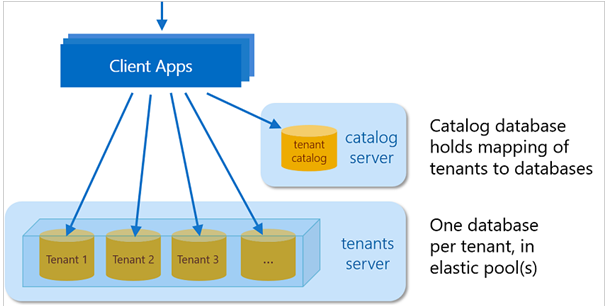 Client Apps
tenant
catalog
catalog
server
Catalog database
holds mapping of
tenants to databases
Tenant 1
Tenant 2
Tenant 3
...
tenants
server
One database
per tenant, in
elastic pool(s)